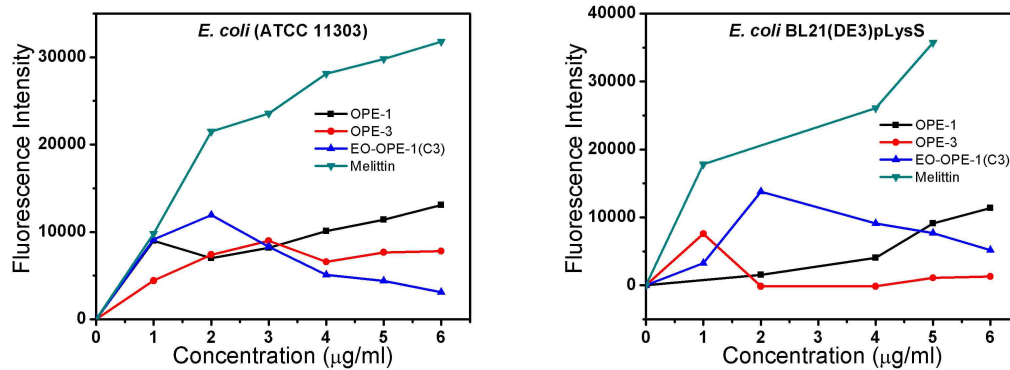 E. coli (ATCC 11303)
Fluorescence Intensity
30000
20000
10000
0
OPE-1
OPE-3
EO-OPE-1(C3)
Melittin
0 1 2 3 4 5 6
Concentration (μg/ml)
E. coli BL21(DE3)pLysS
Fluorescence Intensity
40000
30000
20000
10000
0
OPE-1
OPE-3
EO-OPE-1(C3)
Melittin
0 1 2 3 4 5 6
Concentration (μg/ml)